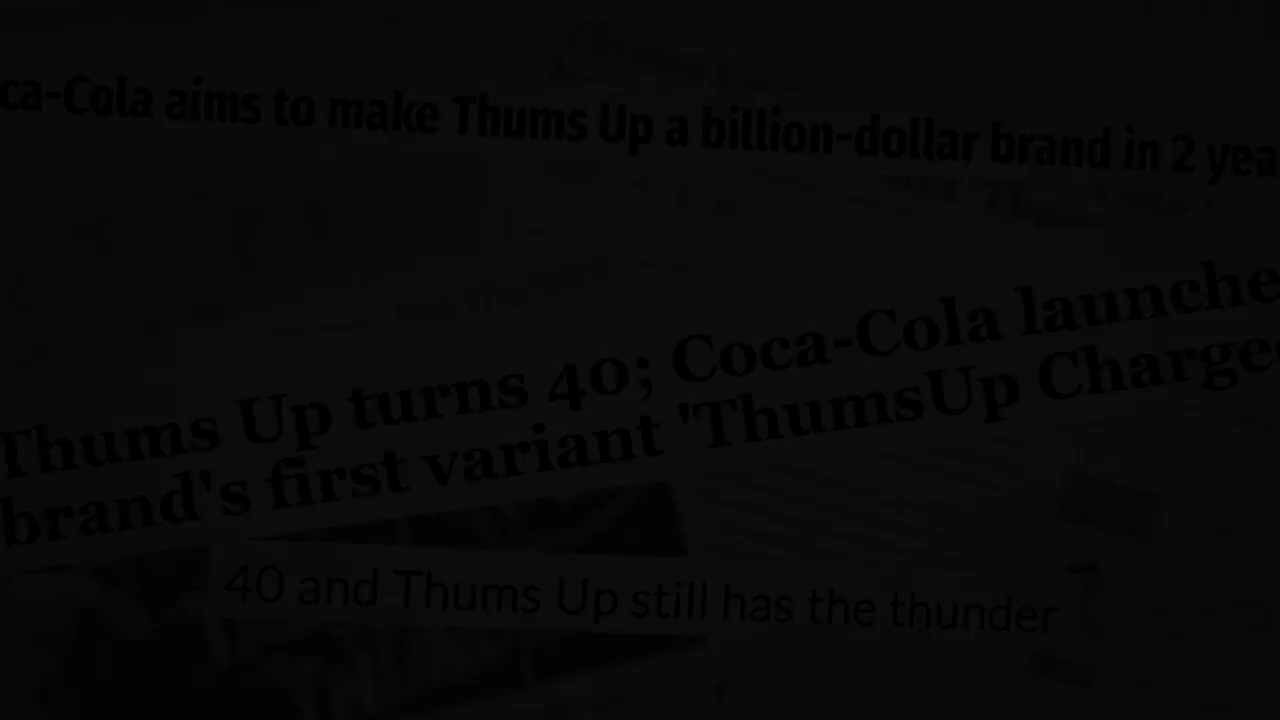 ca-Cola aims to make Thums Up a billion-dollar brand in 2 yea
Thums Up turns 40; Coca-Cola launche
brand's first variant 'ThumsUp Charge
40 and Thums Up still has the thunder